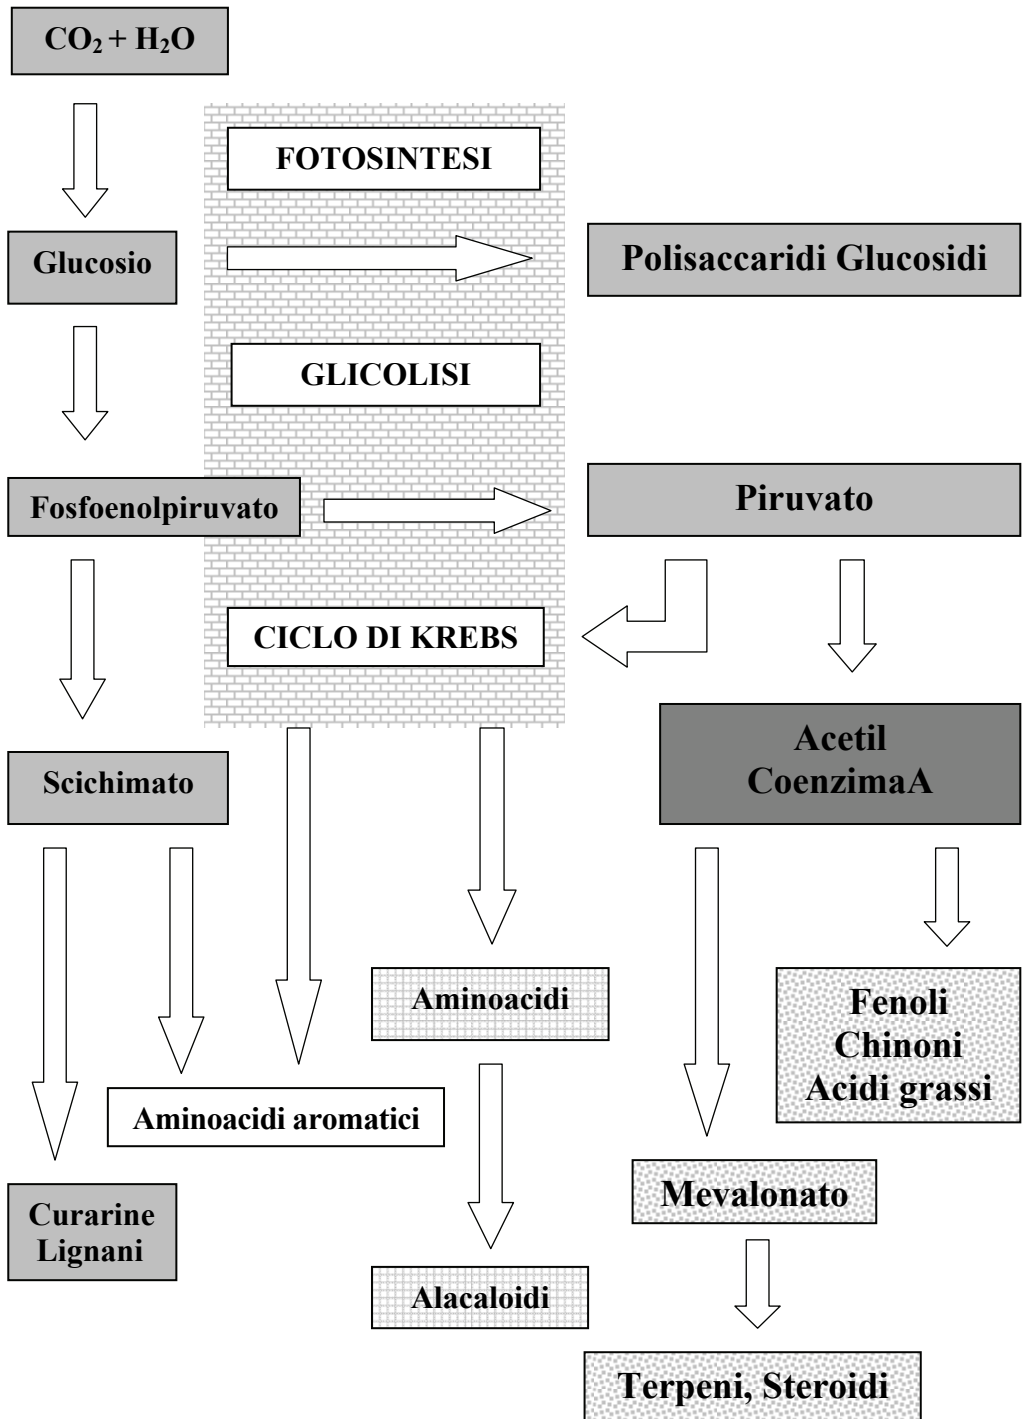 CO₂ + H₂O
FOTOSINTESI
Glucosio
Polisaccaridi Glucosidi
GLICOLISI
Fosfoenolpiruvato
Piruvato
CICLO DI KREBS
Acetil
CoenzimaA
Scichimato
Aminoacidi
Fenoli
Chinoni
Acidi grassi
Aminoacidi aromatici
Mevalonato
Curarine
Lignani
Alacaloidi
Terpeni, Steroidi